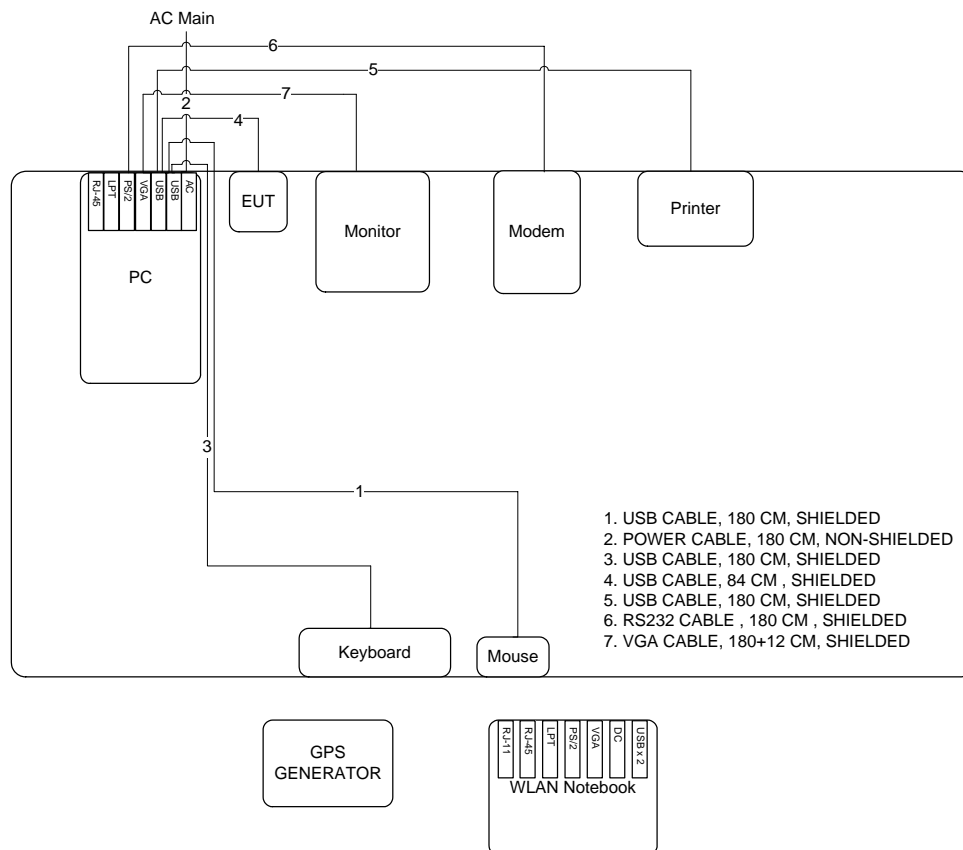 AC Main
6
5
7
2
4
RJ-45
LPT
PS/2
VGA
USB
USB
AC
PC
EUT
Monitor
Modem
Printer
3
1
1. USB CABLE, 180 CM, SHIELDED
2. POWER CABLE, 180 CM, NON-SHIELDED
3. USB CABLE, 180 CM, SHIELDED
4. USB CABLE, 84 CM , SHIELDED
5. USB CABLE, 180 CM, SHIELDED
6. RS232 CABLE , 180 CM , SHIELDED
7. VGA CABLE, 180+12 CM, SHIELDED
Keyboard
Mouse
GPS
GENERATOR
RJ-11
RJ-45
LPT
PS/2
VGA
DC
USB x 2
WLAN Notebook